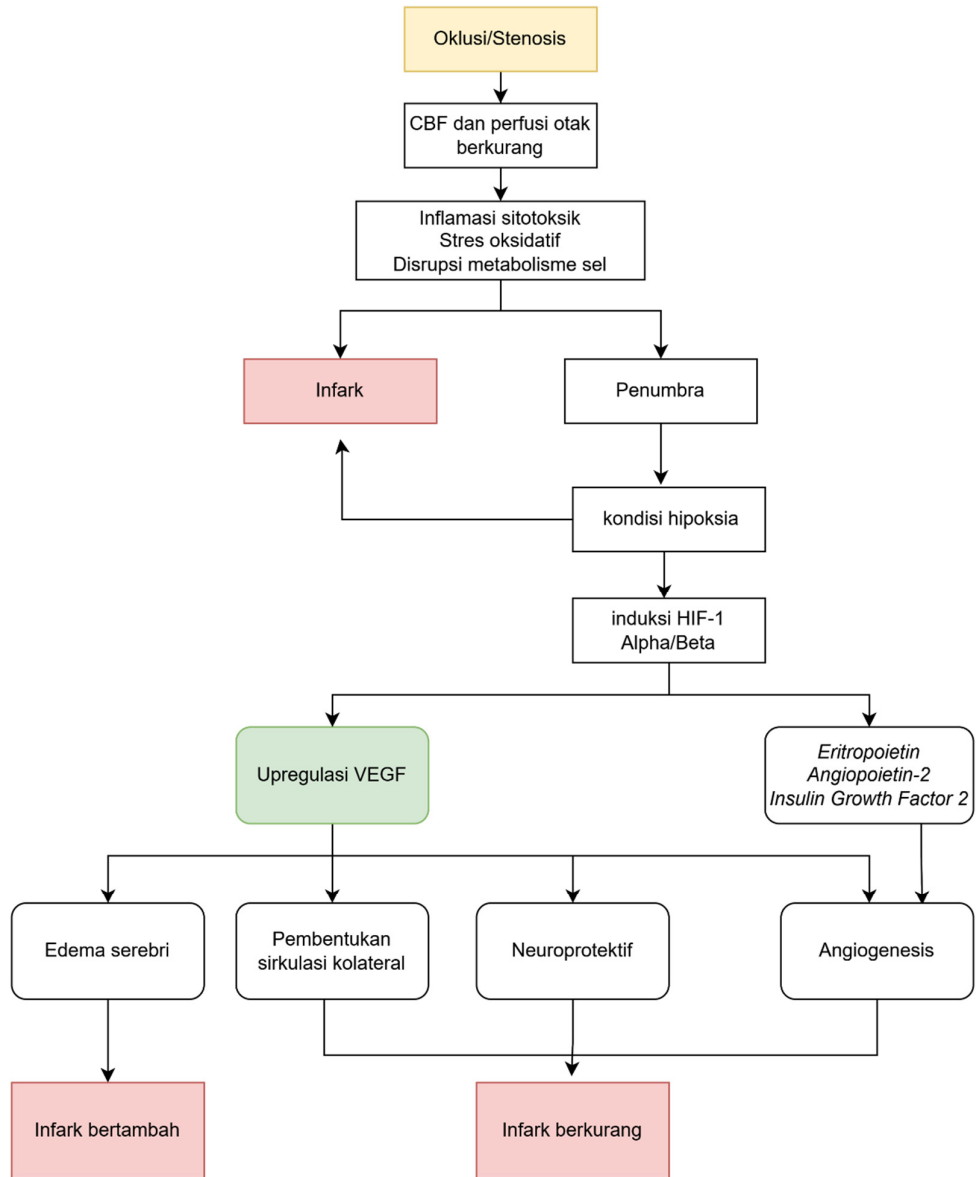 Oklusi/Stenosis
CBF dan perfusi otak
berkurang
Inflamasi sitotoksik
Stres oksidatif
Disrupsi metabolisme sel
Infark
Penumbra
kondisi hipoksia
induksi HIF-1
Alpha/Beta
Upregulasi VEGF
Eritropoietin
Angiopoietin-2
Insulin Growth Factor 2
Edema serebri
Pembentukan
sirkulasi kolateral
Neuroprotektif
Angiogenesis
Infark bertambah
Infark berkurang